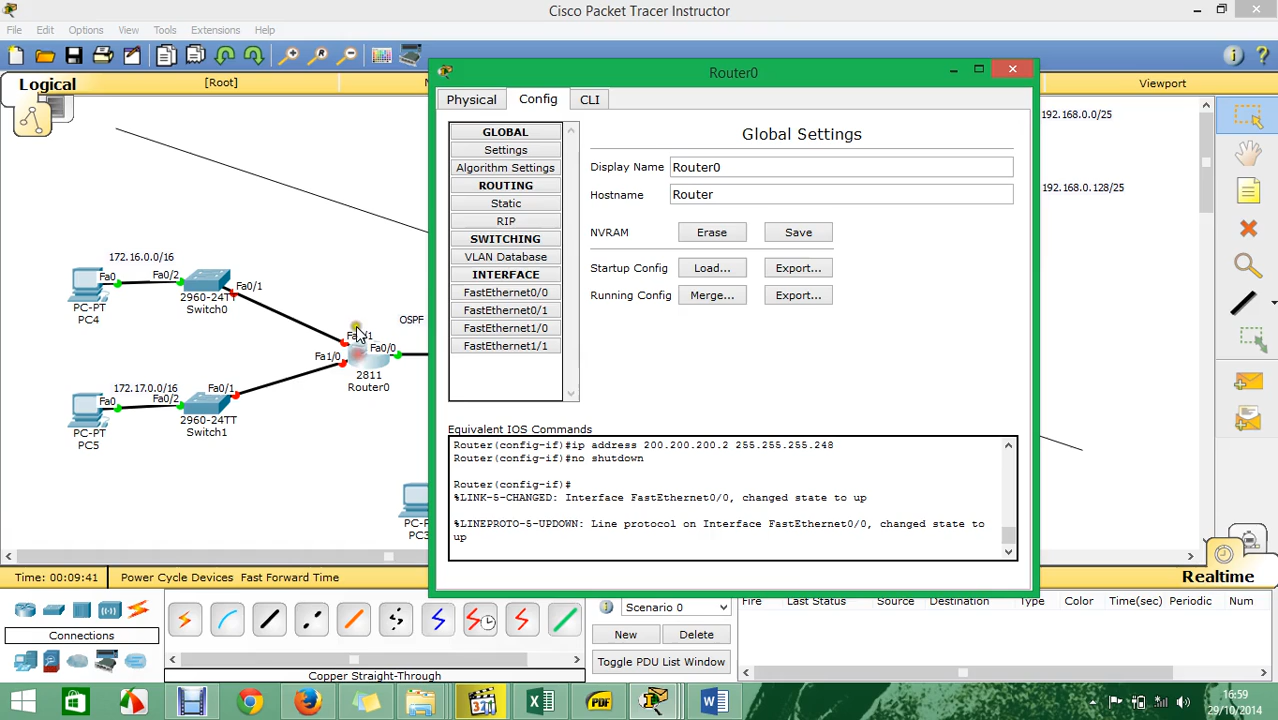 Cisco Packet Tracer Instructor
File Edit Options View Tools Extensions Help
Logical
[Root]
Viewport
Router0
Physical Config CLI
GLOBAL
Settings
Algorithm Settings
ROUTING
Static
RIP
SWITCHING
VLAN Database
INTERFACE
FastEthernet0/0
FastEthernet0/1
FastEthernet1/0
FastEthernet1/1
Global Settings
Display Name Router0
Hostname Router
NVRAM Erase Save
Startup Config Load... Export...
Running Config Merge... Export...
Equivalent IOS Commands
Router(config-if)#ip address 200.200.200.2 255.255.255.248
Router(config-if)#no shutdown
Router(config-if)#
%LINK-5-CHANGED: Interface FastEthernet0/0, changed state to up
%LINEPROTO-5-UPDOWN: Line protocol on Interface FastEthernet0/0, changed state to
up
192.168.0.0/25
192.168.0.128/25
172.16.0.0/16
Fa0 Fa0/2 Fa0/1
PC-PT
PC4
2960-24TT
Switch0
OSPF
Fa0/0
Fa1/0
2811
Router0
172.17.0.0/16
Fa0 Fa0/2 Fa0/1
PC-PT
PC5
2960-24TT
Switch1
Time: 00:09:41 Power Cycle Devices Fast Forward Time
Realtime
Connections
Copper Straight-Through
Scenario 0
New Delete
Toggle PDU List Window
Fire Last Status Source Destination Type Color Time(sec) Periodic Num
16:59
29/10/2014